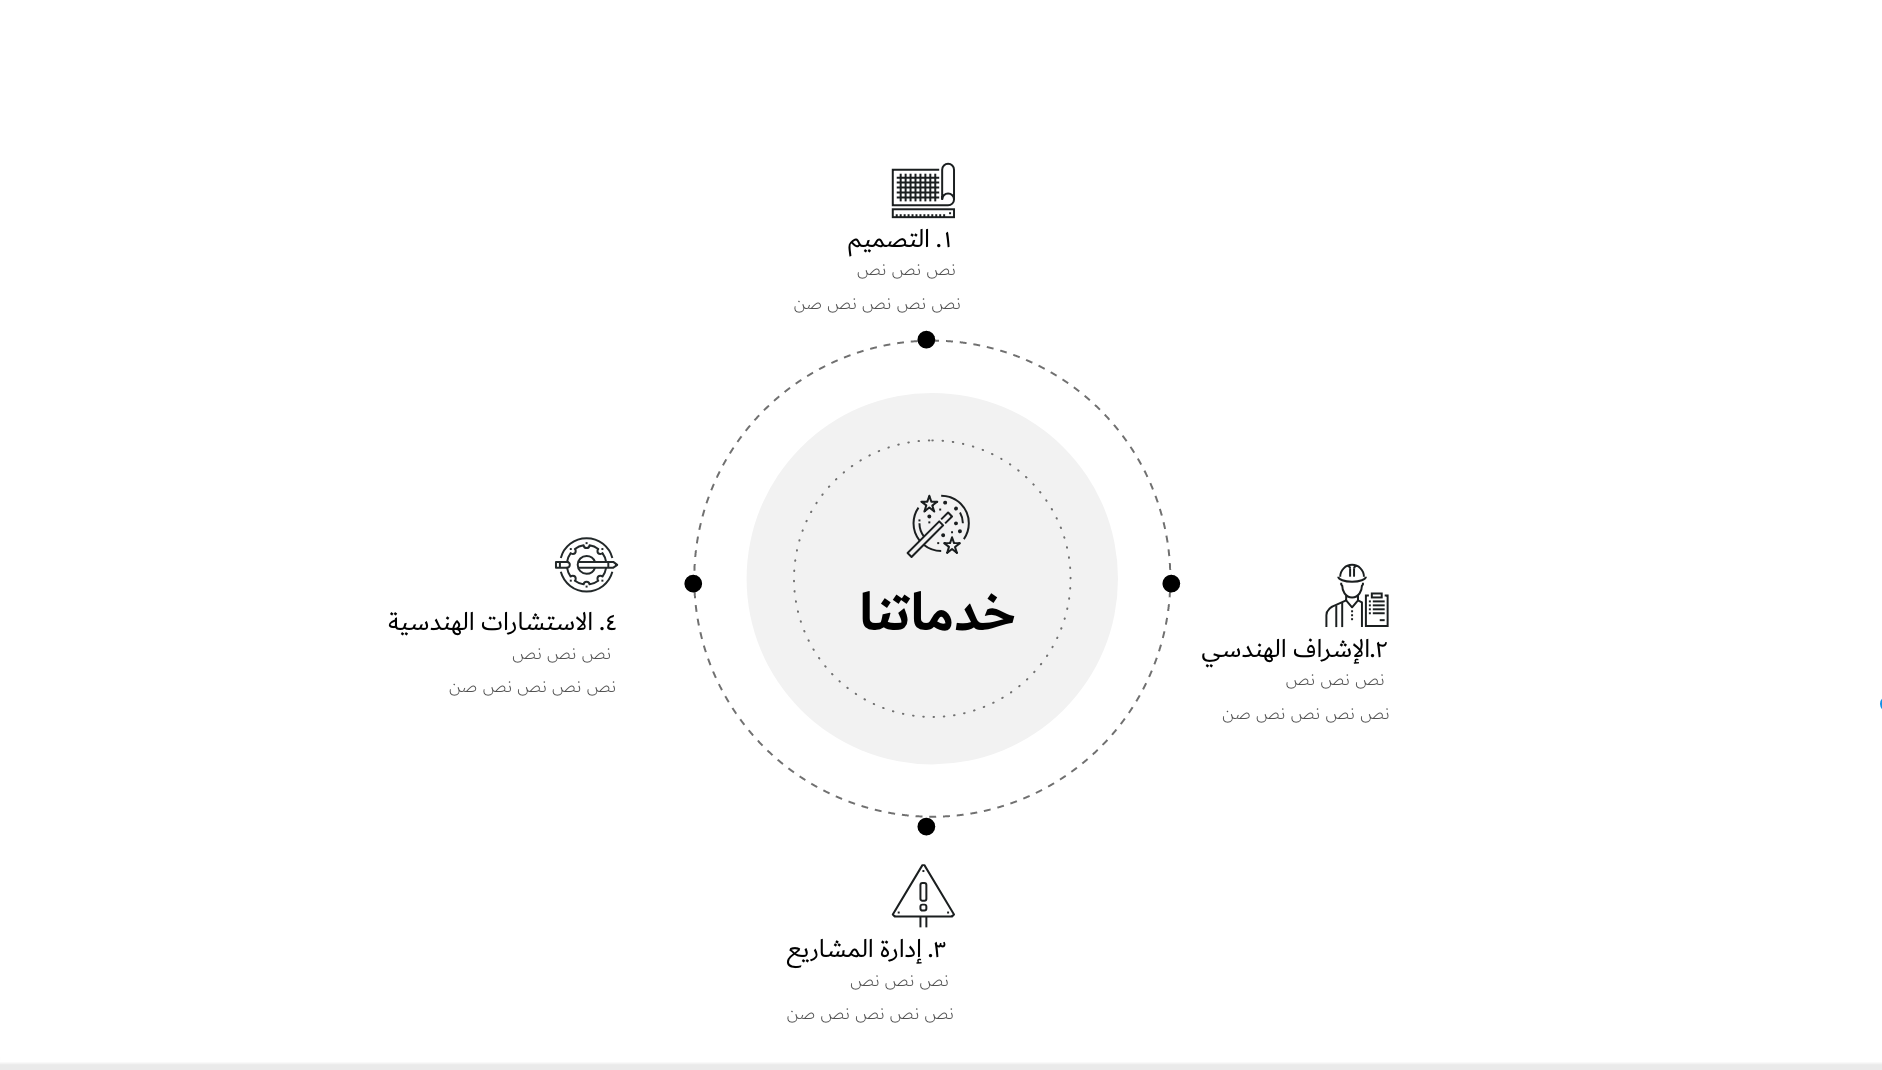 ١. التصميم
نص نص نص
نص نص نص نص نص صن
خدماتنا
٢.الإشراف الهندسي
نص نص نص
نص نص نص نص صن
٣. إدارة المشاريع
نص نص نص
نص نص نص نص صن
٤. الاستشارات الهندسية
نص نص نص
نص نص نص نص صن